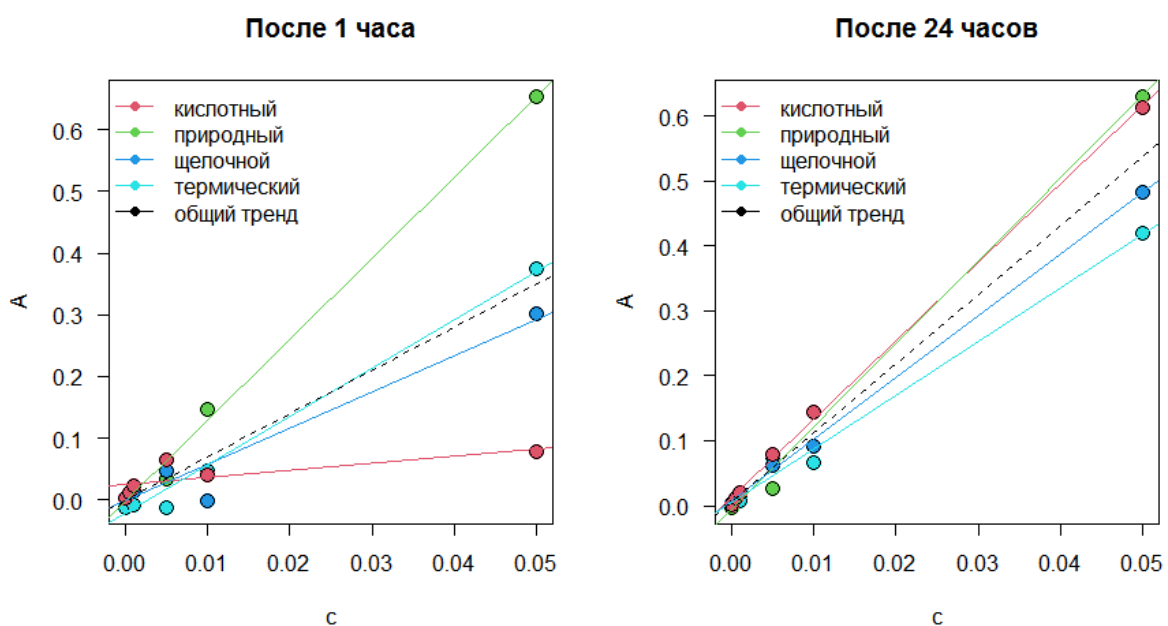 После 1 часа
кислотный
природный
щелочной
термический
общий тренд
A
0.6
0.5
0.4
0.3
0.2
0.1
0.0
0.00 0.01 0.02 0.03 0.04 0.05
c
После 24 часов
кислотный
природный
щелочной
термический
общий тренд
A
0.6
0.5
0.4
0.3
0.2
0.1
0.0
0.00 0.01 0.02 0.03 0.04 0.05
c